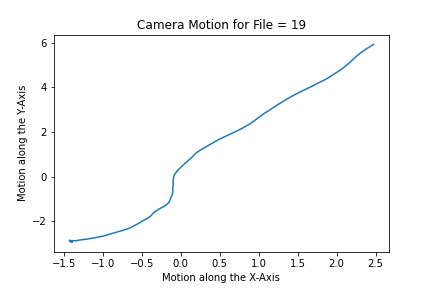 Camera Motion for File = 19
Motion along the Y-Axis
6
4
2
0
−2
−1.5 −1.0 −0.5 0.0 0.5 1.0 1.5 2.0 2.5
Motion along the X-Axis